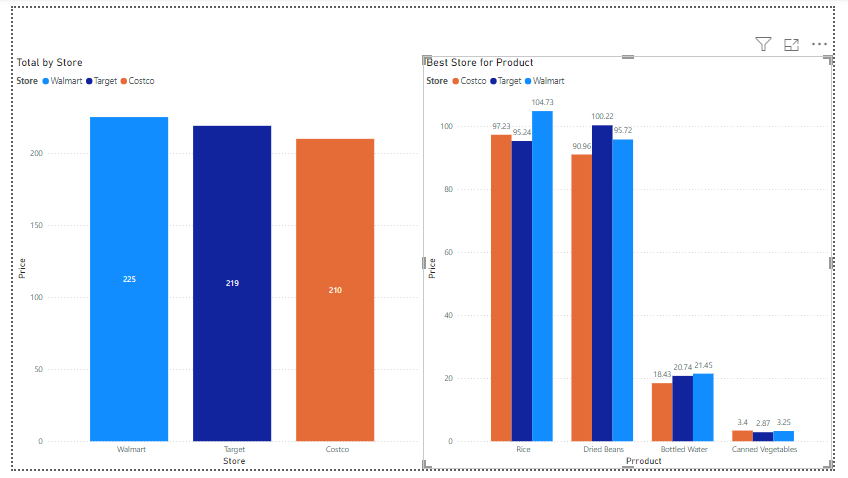 Total by Store
Store Walmart Target Costco
200
150
100
50
0
Price
225
219
210
Walmart Target Costco
Store
Best Store for Product
Store Costco Target Walmart
100
80
60
40
20
0
Price
97.23 95.24 104.73
90.96 100.22 95.72
18.43 20.74 21.45
3.4 2.87 3.25
Rice Dried Beans Bottled Water Canned Vegetables
Prroduct